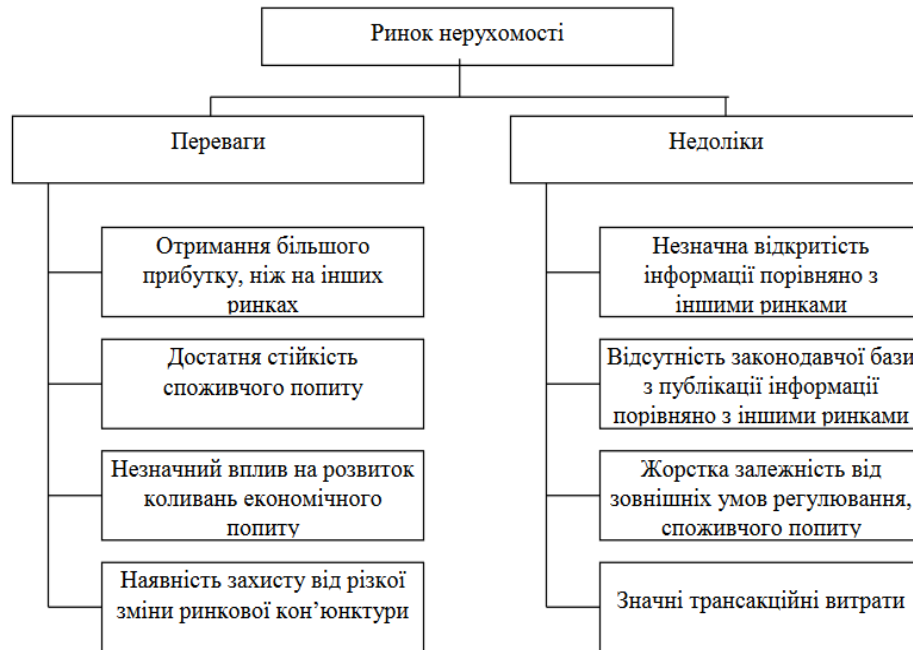 Ринок нерухомості
Переваги
Отримання більшого
прибутку, ніж на інших
ринках
Достатня стійкість
споживчого попиту
Незначний вплив на розвиток
коливань економічного
попиту
Наявність захисту від різкої
зміни ринкової кон’юнктури
Недоліки
Незначна відкритість
інформації порівняно з
іншими ринками
Відсутність законодавчої бази
з публікації інформації
порівняно з іншими ринками
Жорстка залежність від
зовнішніх умов регулювання,
споживчого попиту
Значні трансакційні витрати